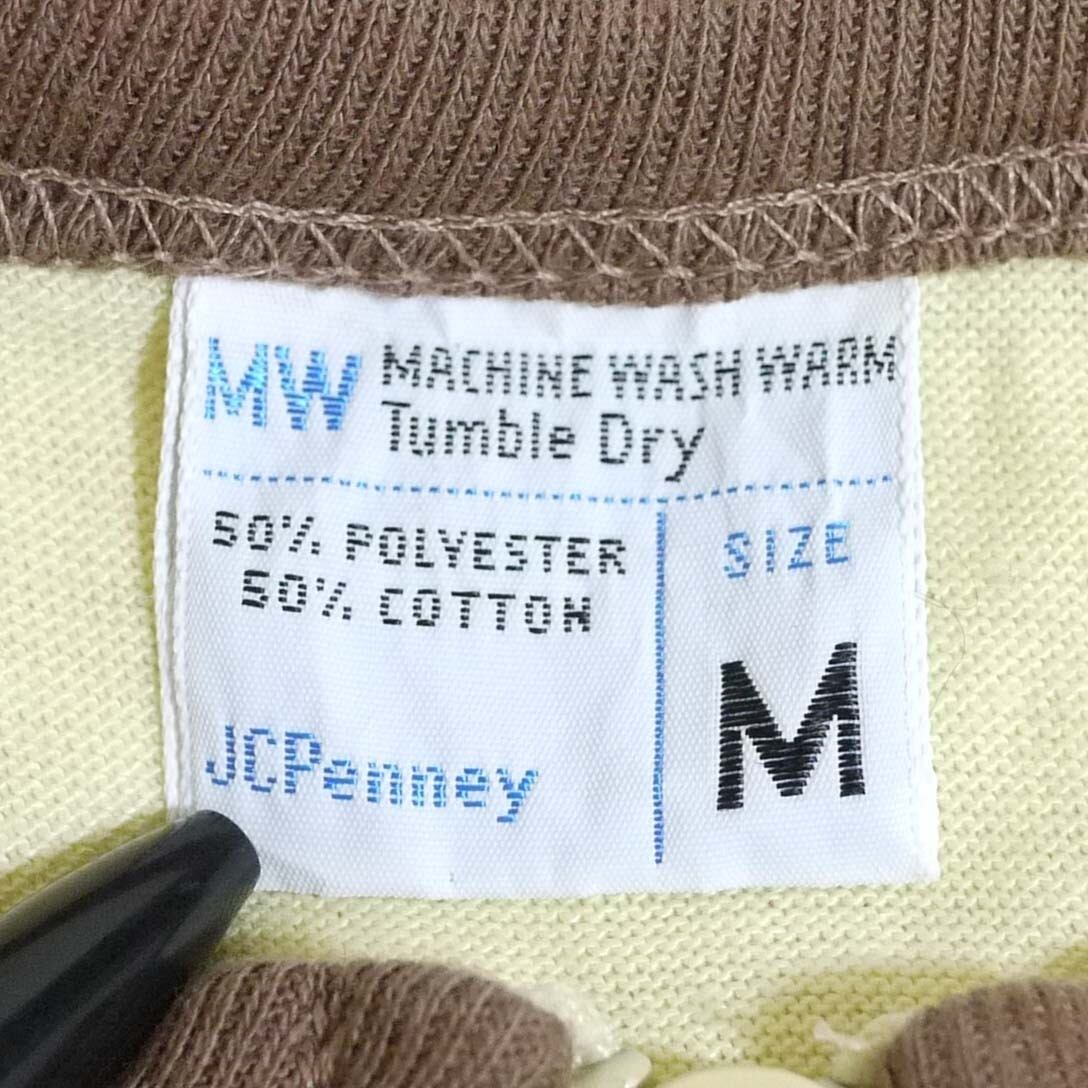 MW MACHINE WASH WARM
Tumble Dry
50% POLYESTER
50% COTTON
JCPenney
SIZE
M